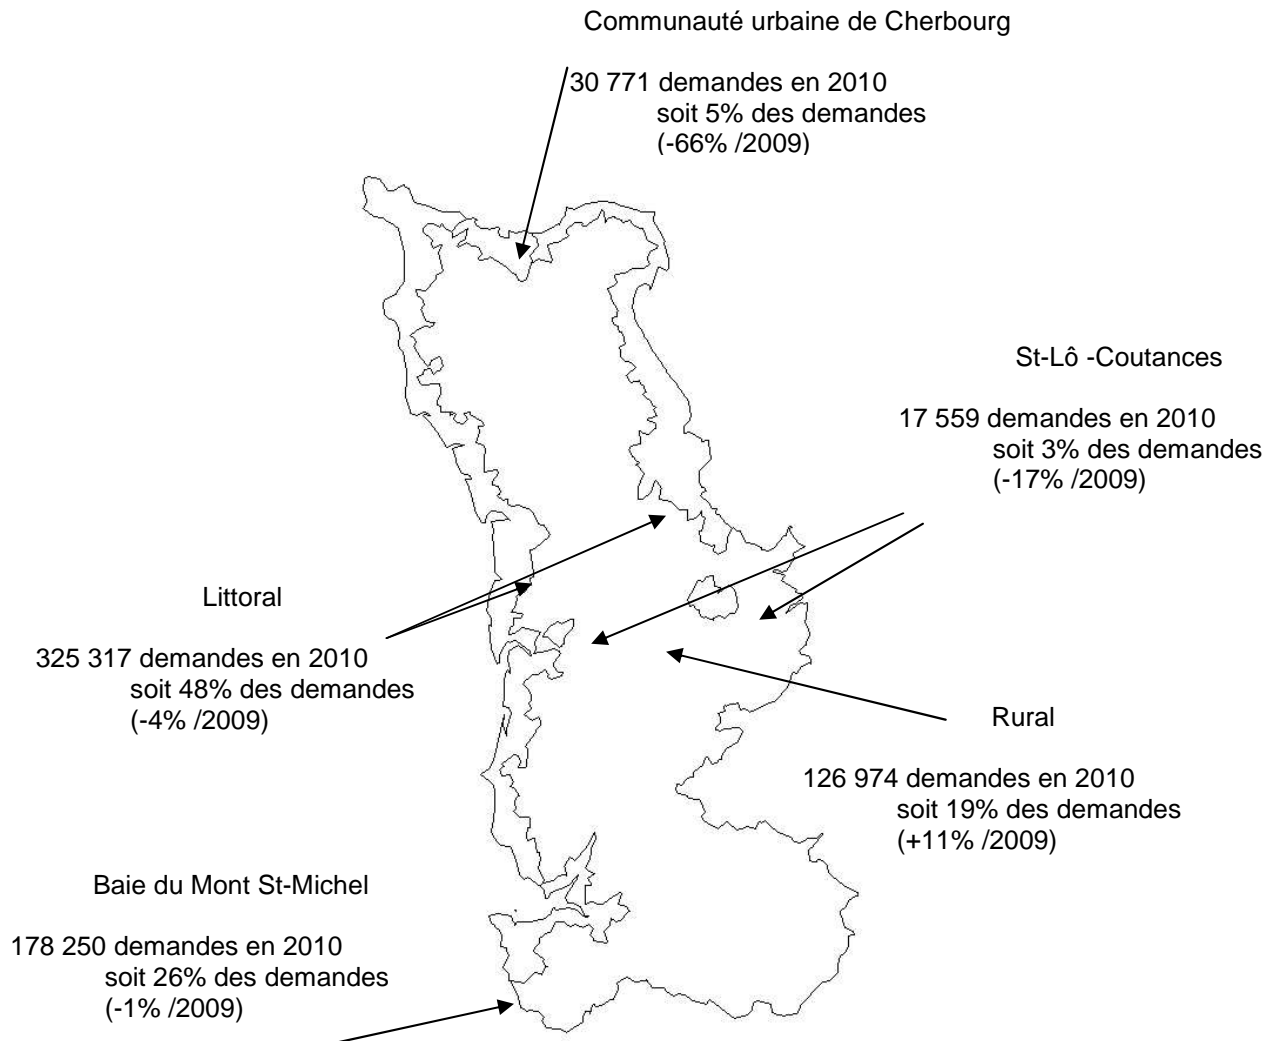 Communauté urbaine de Cherbourg
30 771 demandes en 2010
soit 5% des demandes
(-66% /2009)
St-Lô -Coutances
17 559 demandes en 2010
soit 3% des demandes
(-17% /2009)
Littoral
325 317 demandes en 2010
soit 48% des demandes
(-4% /2009)
Rural
126 974 demandes en 2010
soit 19% des demandes
(+11% /2009)
Baie du Mont St-Michel
178 250 demandes en 2010
soit 26% des demandes
(-1% /2009)